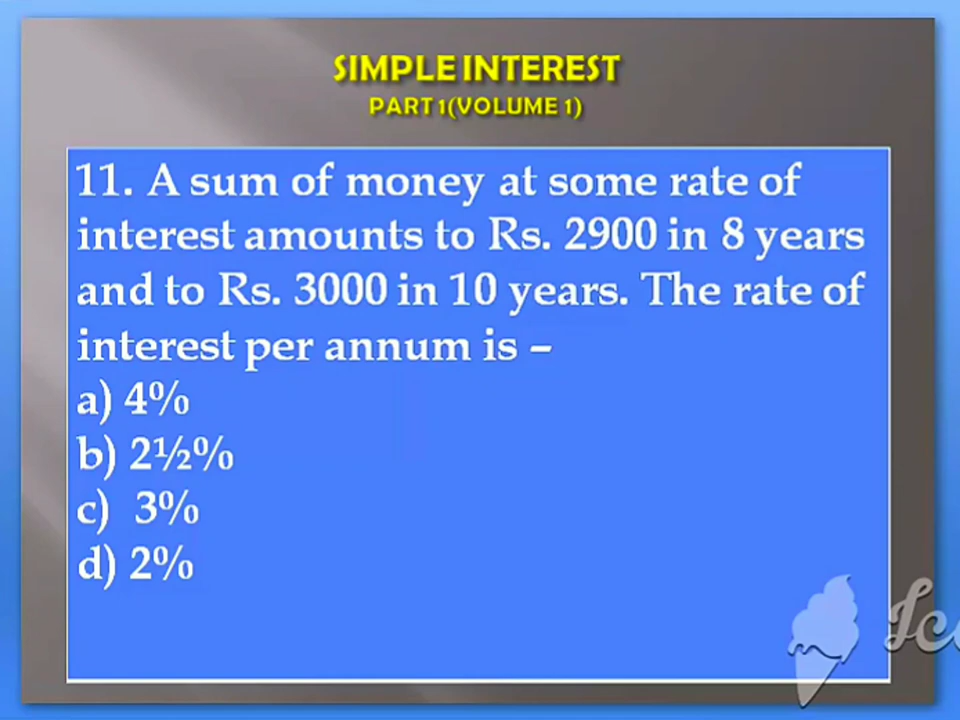 SIMPLE INTEREST
PART 1(VOLUME 1)
11. A sum of money at some rate of
interest amounts to Rs. 2900 in 8 years
and to Rs. 3000 in 10 years. The rate of
interest per annum is –
a) 4%
b) 2½%
c) 3%
d) 2%